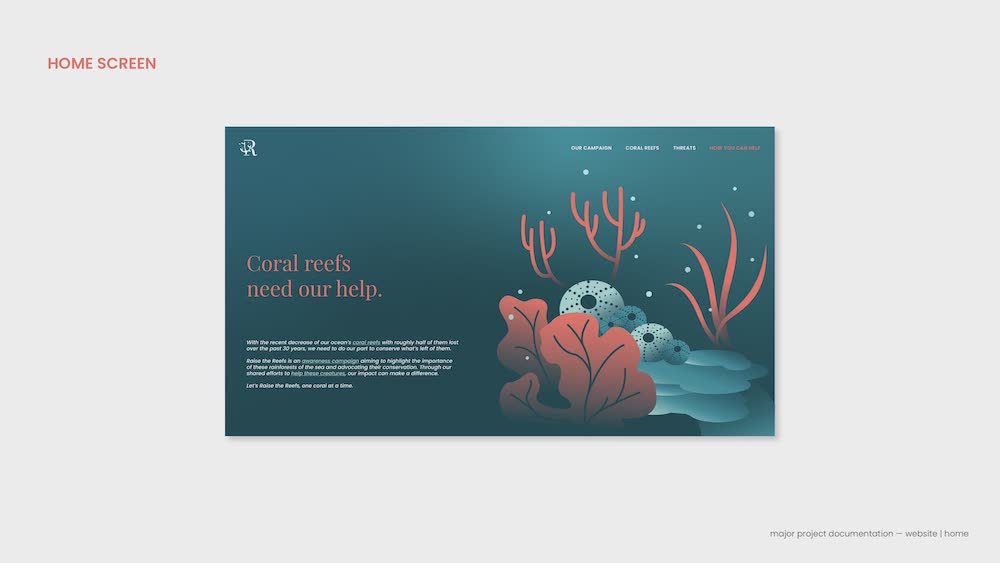 HOME SCREEN
R
OUR CAMPAIGN CORAL REEFS THREATS HOW YOU CAN HELP
Coral reefs
need our help.
With the recent decrease of our ocean's coral reefs with roughly half of them lost
over the past 30 years, we need to do our part to conserve what's left of them.
Raise the Reefs is an awareness campaign aiming to highlight the importance
of these rainforests of the sea and advocating their conservation. Through our
shared efforts to help these creatures, our impact can make a difference.
Let's Raise the Reefs, one coral at a time.
major project documentation — website | home